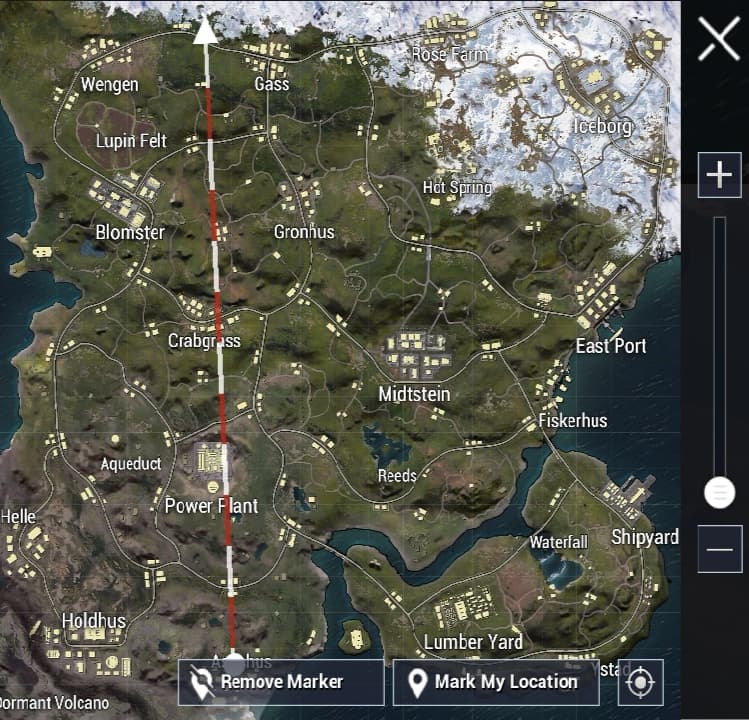 Rose Farm
Wengen
Gass
Iceborg
Lupin Felt
Hot Spring
Blomster
Gronhus
Crabgrass
East Port
Midtstein
Fiskerhus
Aqueduct
Reeds
Power Plant
Helle
Waterfall
Shipyard
Holdhus
Lumber Yard
Ystad
Remove Marker
Mark My Location
Dormant Volcano